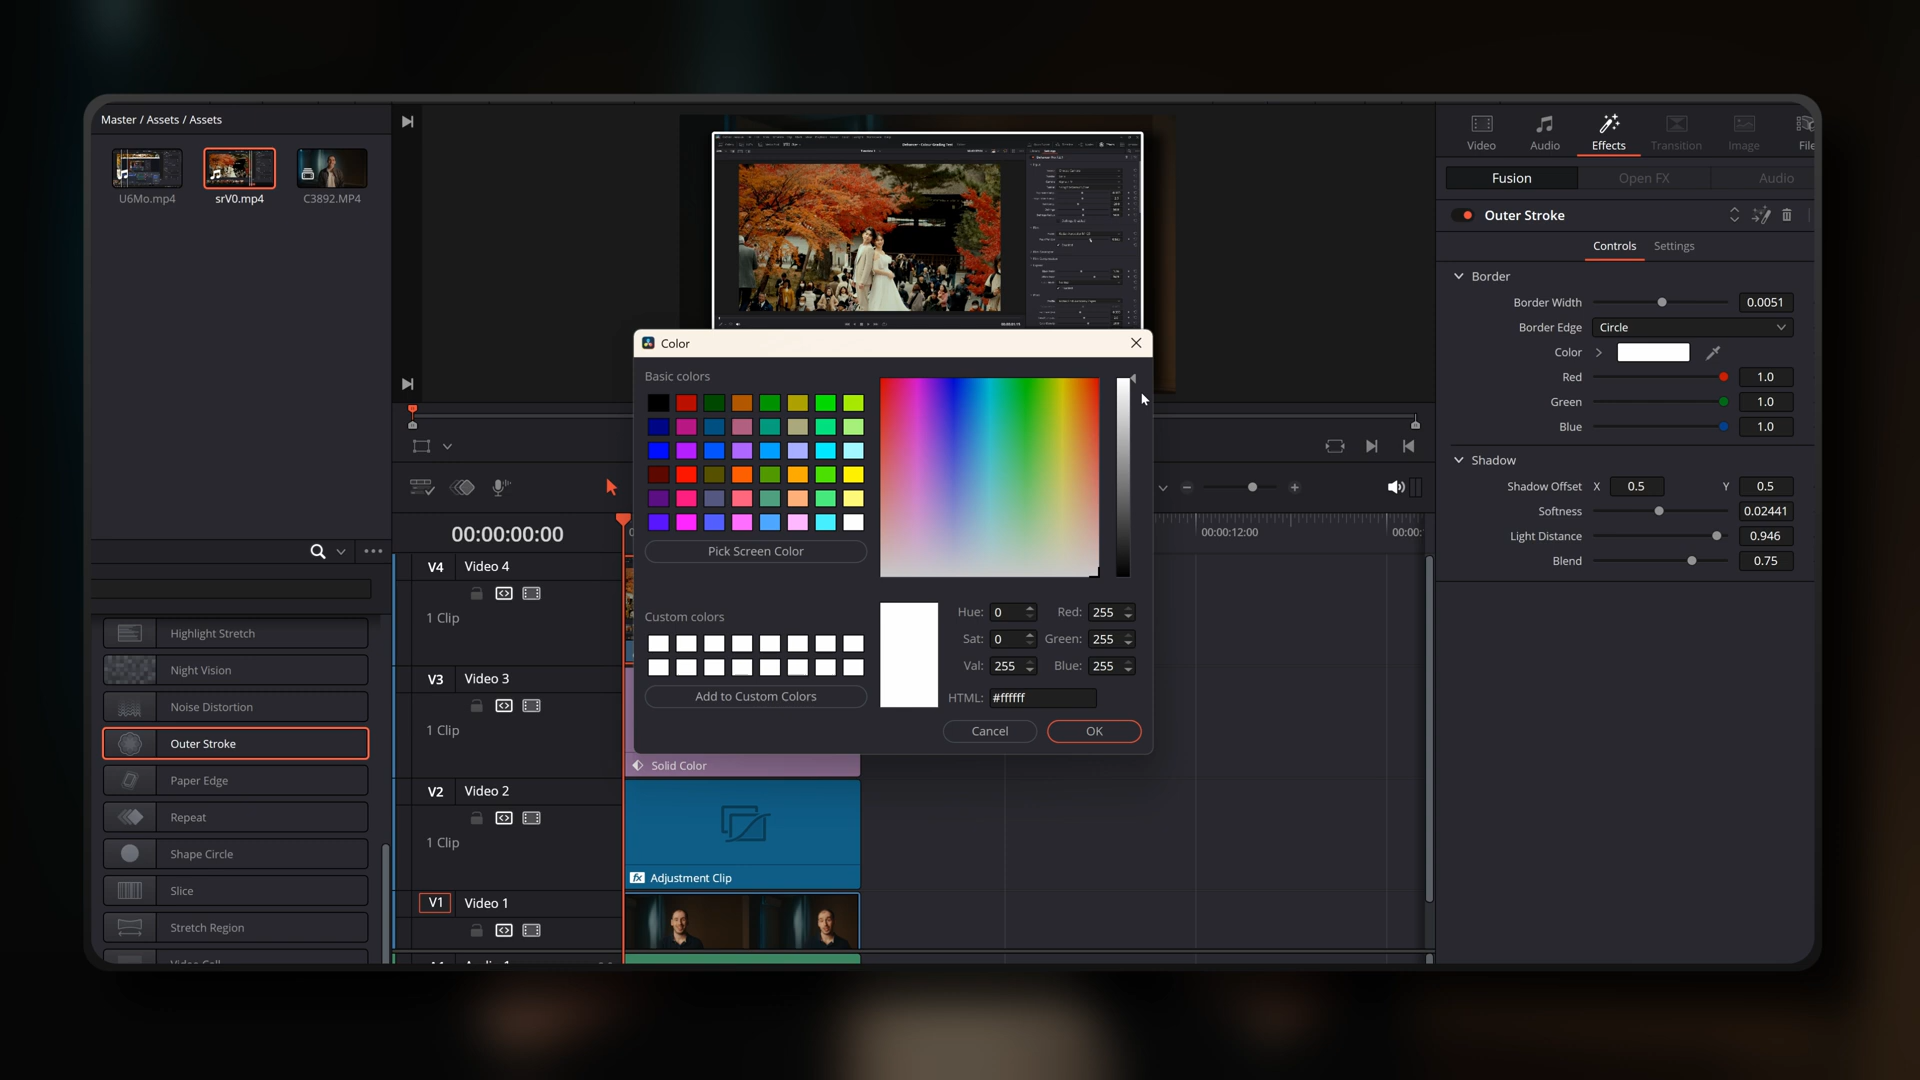 Master / Assets / Assets
U6Mo.mp4
srV0.mp4
C3892.MP4
Video
Audio
Effects
Transition
Image
File
Fusion
Open FX
Audio
Outer Stroke
Controls
Settings
Border
Border Width 0.0051
Border Edge Circle
Color
Red 1.0
Green 1.0
Blue 1.0
Shadow
Shadow Offset X 0.5 Y 0.5
Softness 0.02441
Light Distance 0.946
Blend 0.75
Color
Basic colors
Pick Screen Color
Custom colors
Add to Custom Colors
Hue: 0 Red: 255
Sat: 0 Green: 255
Val: 255 Blue: 255
HTML: #ffffff
Cancel
OK
00:00:00:00
00:00:12:00
00:00:
V4 Video 4
1 Clip
V3 Video 3
1 Clip
Solid Color
V2 Video 2
1 Clip
fx Adjustment Clip
V1 Video 1
Highlight Stretch
Night Vision
Noise Distortion
Outer Stroke
Paper Edge
Repeat
Shape Circle
Slice
Stretch Region